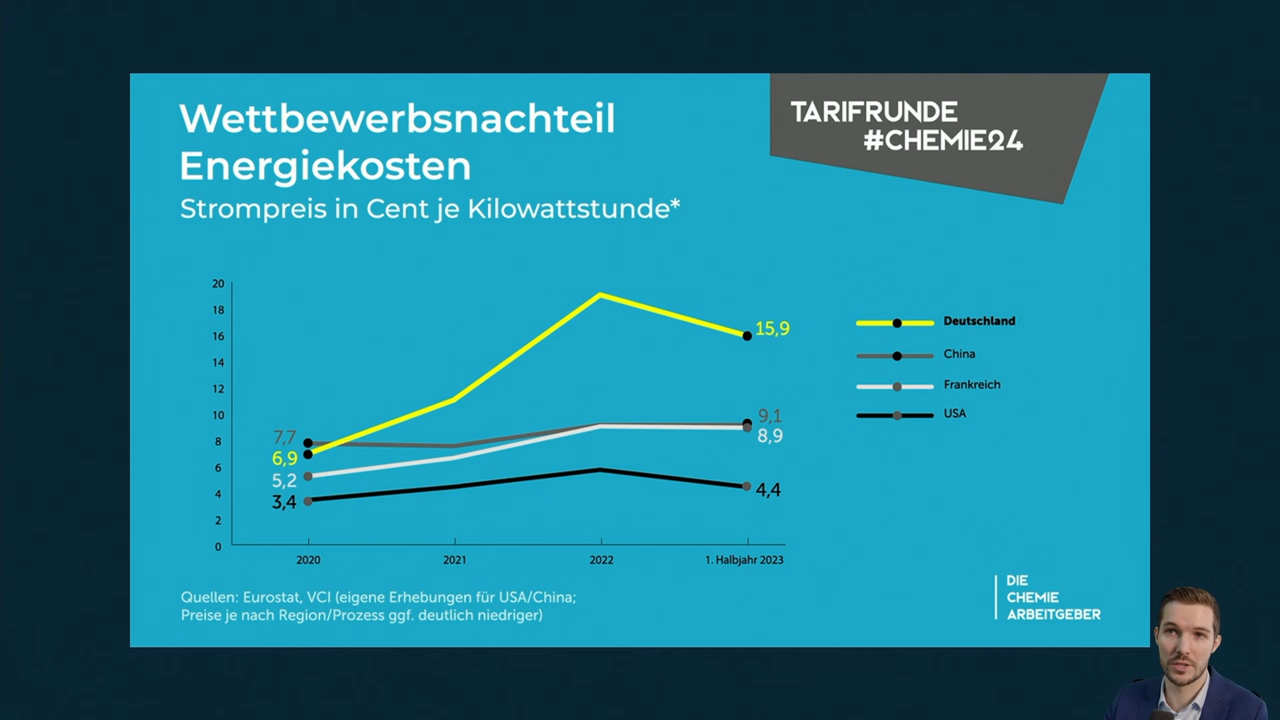 Wettbewerbsnachteil
Energiekosten
Strompreis in Cent je Kilowattstunde*
TARIFRUNDE
#CHEMIE24
20
18
16
14
12
10
8
6
4
2
0
7,7
6,9
5,2
3,4
15,9
9,1
8,9
4,4
2020
2021
2022
1. Halbjahr 2023
Deutschland
China
Frankreich
USA
Quellen: Eurostat, VCI (eigene Erhebungen für USA/China;
Preise je nach Region/Prozess ggf. deutlich niedriger)
DIE
CHEMIE
ARBEITGEBER